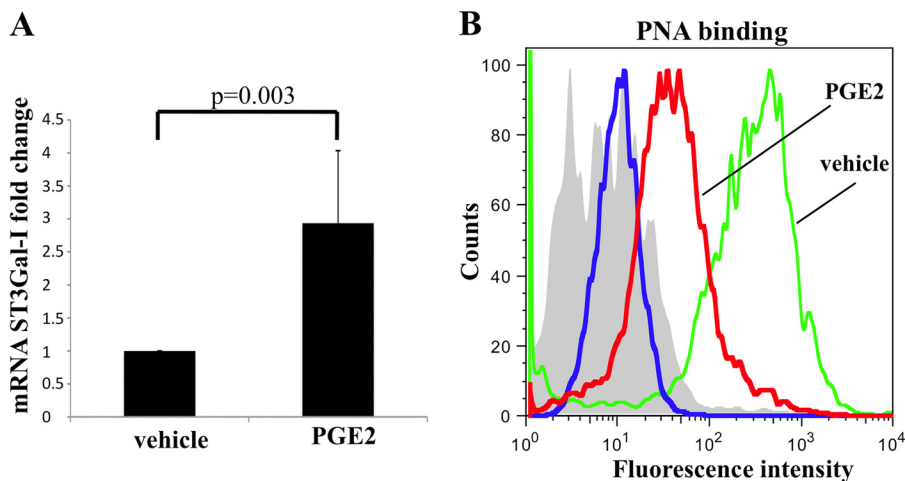 A
p=0.003
mRNA ST3Gal-I fold change
4.5
4
3.5
3
2.5
2
1.5
1
0.5
0
vehicle PGE2
B
PNA binding
Counts
100
80
60
40
20
0
PGE2
vehicle
10^0 10^1 10^2 10^3 10^4
Fluorescence intensity